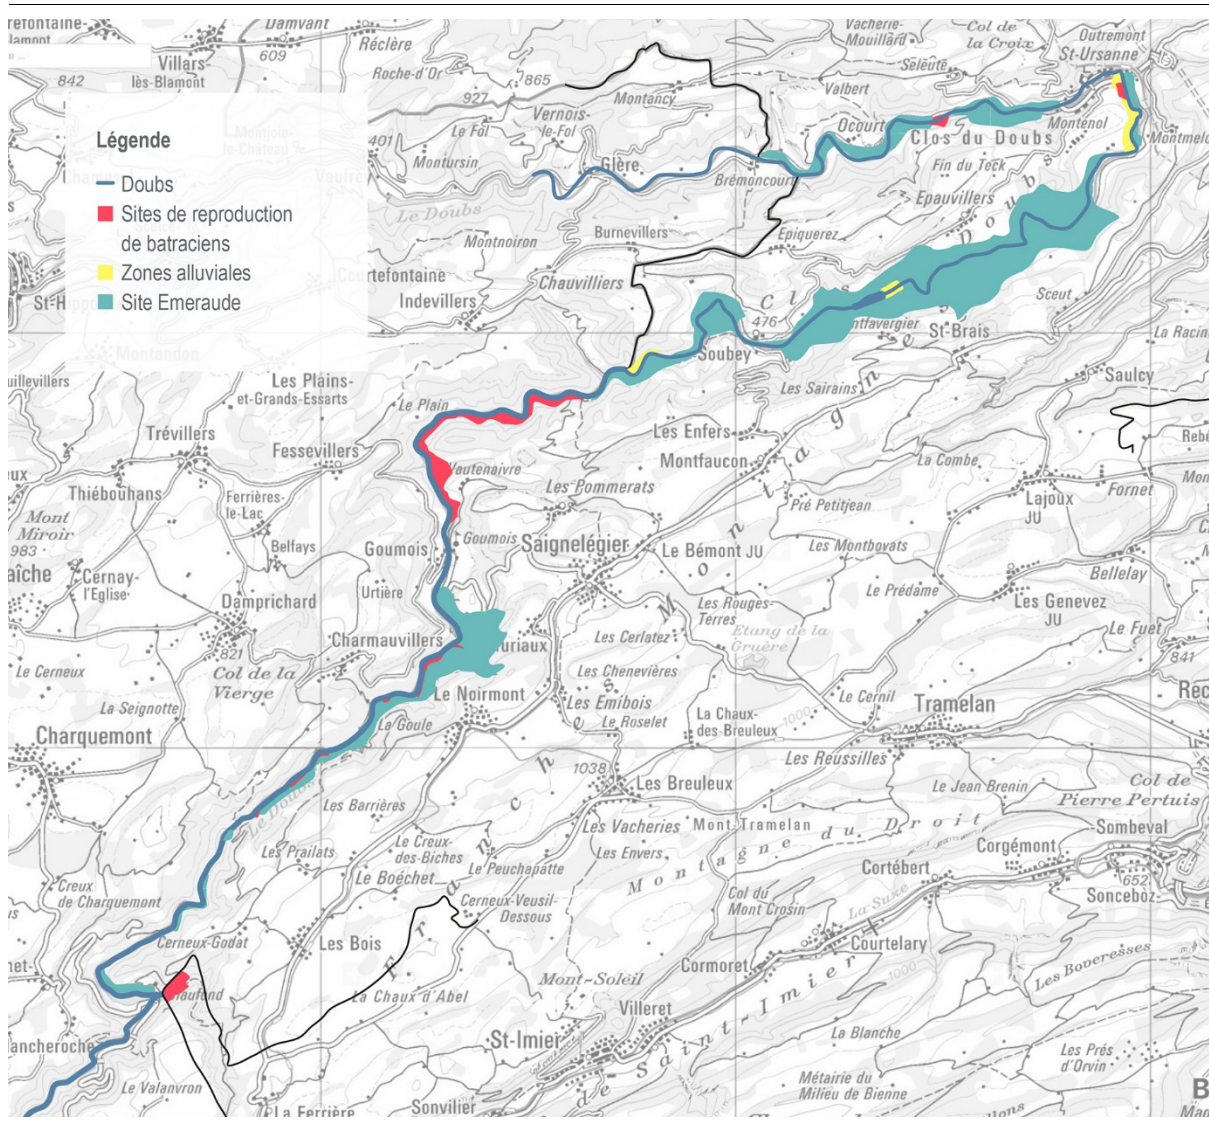 Damvant
Réclère
Villars
lès-Blamont
609
842
Roche-d'Or
865
927
Vernois-
le-Fol
Le Fol
Montursin
401
Glère
Montancy
Vacherie-
Mouillard
Col de
la Croix
Outremont
St-Ursanne
Seleute
Valbert
Ocourt
Montenol
Clos du Doubs
Fin du Teck
Brémoncourt
Epauvillers
Légende
Doubs
Sites de reproduction
de batraciens
Zones alluviales
Site Emeraude
Le Doubs
Montnoiron
Burnevillers
Epiquerez
Chauvilliers
Indevillers
Montandon
476
Soubey
St-Brais
Sceut
Saulcy
Les Sairains
Les Plains-
et-Grands-Essarts
Le Plain
Trévillers
Fessevillers
Les Enfers
Montfaucon
La Combe
Thiébouhans
Ferrières-
le-Lac
Vautenaivre
Les Pommerats
Pré Petitjean
Lajoux
JU
Fornet
Mont
Miroir
983
Belfays
Goumois
Goumois
Saignelégier
Le Bémont JU
Les Montbovats
Bellelay
Cernay-
l'Eglise
Urtière
Damprichard
Le Prédame
Les Genevez
JU
Les Rouges-
Terres
Etang de la
Gruère
Le Fuet
841
Charmauvillers
Les Cerlatez
Le Cerneux
821
Col de la
Vierge
Les Chenevières
Le Noirmont
Les Emibois
Le Roselet
Le Cernil
Tramelan
La Seignotte
La Goule
La Chaux-
des-Breuleux
1000
Charquemont
Les Reussilles
1038
Les Breuleux
Le Jean Brenin
Col de
Pierre Pertuis
Les Barrières
Les Vacheries
Mont-Tramelan
Montagne du Droit
Sombeval
Corgémont
Les Prailats
Le Creux-
des-Biches
Le Boéchet
Le Peuchapatte
Les Envers
Cortébert
652
Sonceboz-
Creux
de Charquemont
Cerneux-Veusil-
Dessous
Col du
Mont Crosin
La Suze
Cerneux-Godat
Les Bois
Courtelary
Franches Montagnes
Cormoret
Mont-Soleil
Les Boveresses
La Chaux d'Abel
Villeret
St-Imier
La Blanche
Les Prés
d'Orvin
Le Valanvron
La Ferrière
Sonvilier
Métairie du
Milieu de Bienne